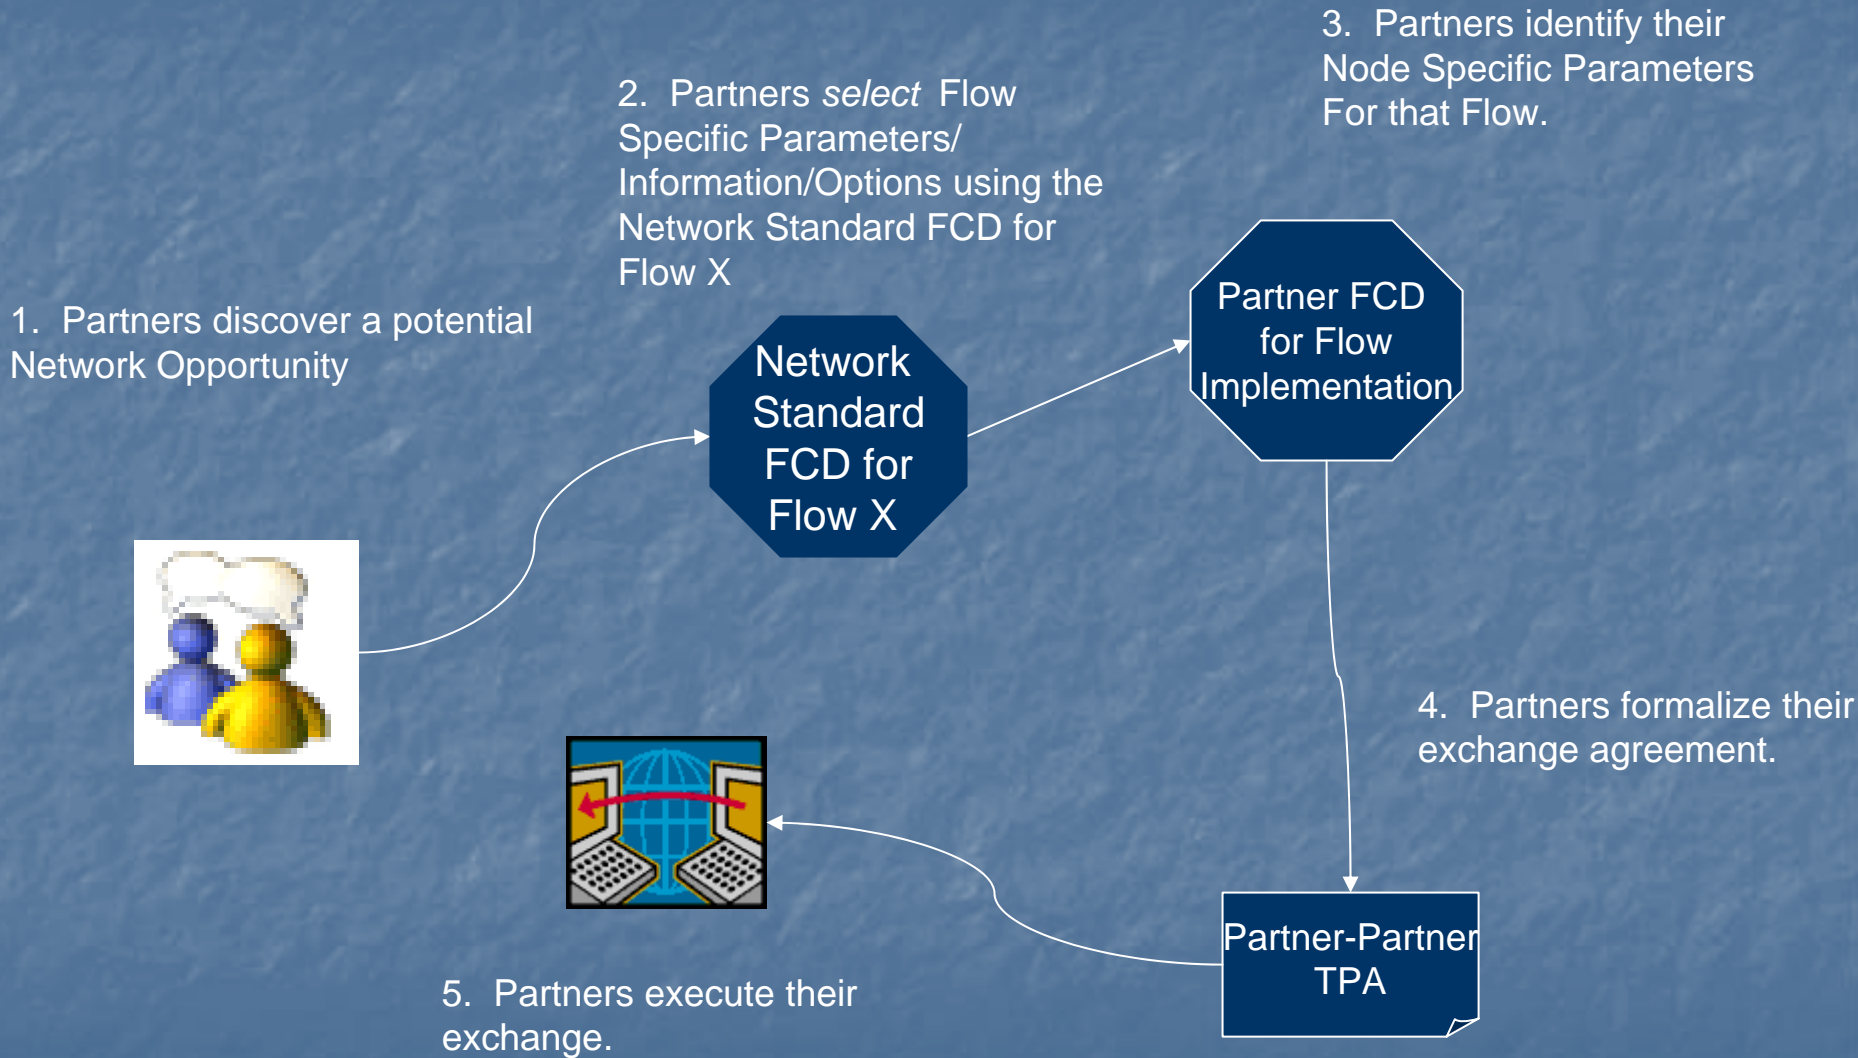 1. Partners discover a potential
Network Opportunity
2. Partners select Flow
Specific Parameters/
Information/Options using the
Network Standard FCD for
Flow X
3. Partners identify their
Node Specific Parameters
For that Flow.
Network
Standard
FCD for
Flow X
Partner FCD
for Flow
Implementation
4. Partners formalize their
exchange agreement.
Partner-Partner
TPA
5. Partners execute their
exchange.